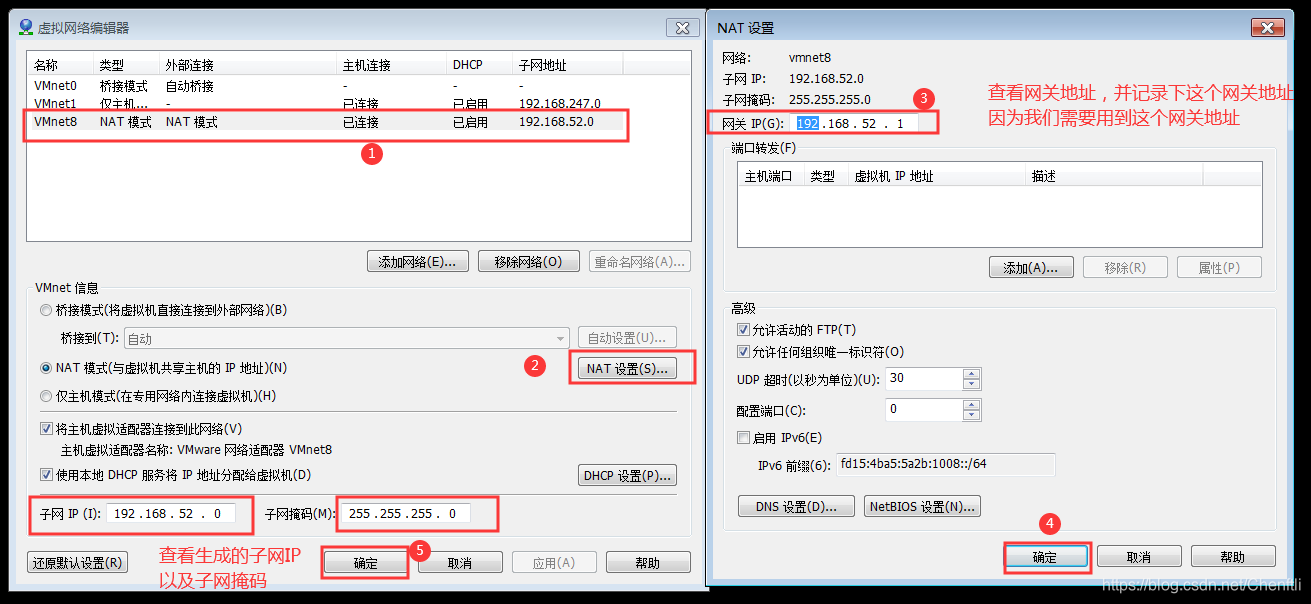 虚拟网络编辑器
名称 类型 外部连接 主机连接 DHCP 子网地址
VMnet0 桥接模式 自动桥接 - - -
VMnet1 仅主机... - 已连接 已启用 192.168.247.0
VMnet8 NAT 模式 NAT 模式 已连接 已启用 192.168.52.0
1
添加网络(E)... 移除网络(O) 重命名网络(A)...
VMnet 信息
桥接模式(将虚拟机直接连接到外部网络)(B)
桥接到(T): 自动 自动设置(U)...
2
NAT 模式(与虚拟机共享主机的 IP 地址)(N) NAT 设置(S)...
仅主机模式(在专用网络内连接虚拟机)(H)
将主机虚拟适配器连接到此网络(V)
主机虚拟适配器名称: VMware 网络适配器 VMnet8
使用本地 DHCP 服务将 IP 地址分配给虚拟机(D) DHCP 设置(P)...
子网 IP (I): 192 .168 . 52 . 0 子网掩码(M): 255 .255 .255 . 0
查看生成的子网IP
以及子网掩码
5
还原默认设置(R) 确定 取消 应用(A) 帮助
NAT 设置
网络: vmnet8
子网 IP: 192.168.52.0
子网掩码: 255.255.255.0
3
网关 IP(G): 192 .168 . 52 . 1
查看网关地址，并记录下这个网关地址
因为我们需要用到这个网关地址
端口转发(F)
主机端口 类型 虚拟机 IP 地址 描述
添加(A)... 移除(R) 属性(P)
高级
允许活动的 FTP(T)
允许任何组织唯一标识符(O)
UDP 超时(以秒为单位)(U): 30
配置端口(C): 0
启用 IPv6(E)
IPv6 前缀(6): fd15:4ba5:5a2b:1008::/64
DNS 设置(D)... NetBIOS 设置(N)...
4
确定 取消 帮助
https://blog.csdn.net/Chenftli